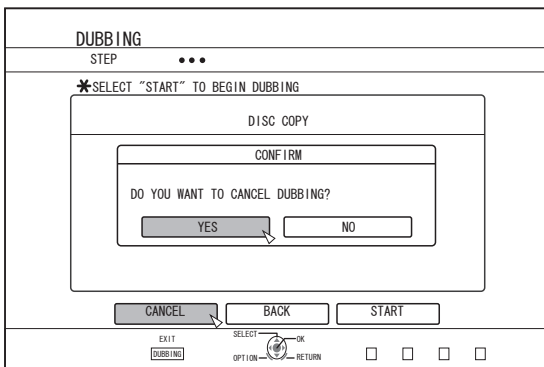 DUBBING
STEP
✱SELECT "START" TO BEGIN DUBBING
DISC COPY
CONFIRM
DO YOU WANT TO CANCEL DUBBING?
YES NO
CANCEL BACK START
EXIT
DUBBING
SELECT
OK
OPTION
RETURN